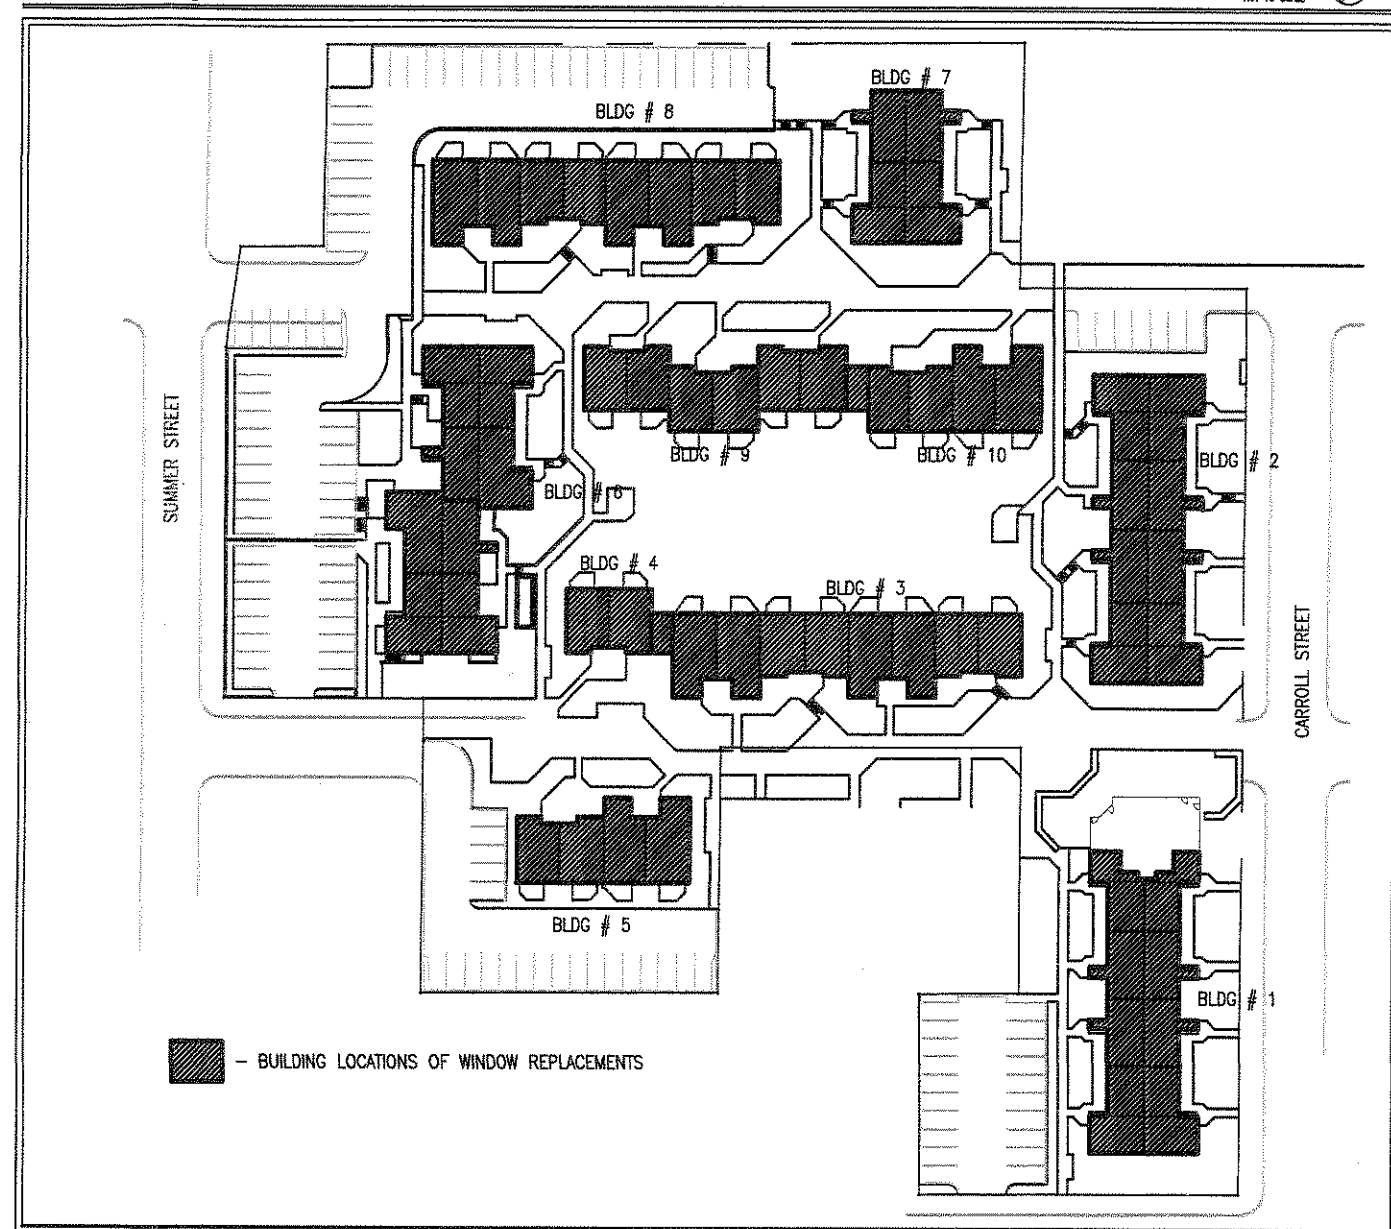 BLDG # 7
BLDG # 8
SUMMER STREET
BLDG # 9
BLDG # 10
BLDG # 2
BLDG # 6
BLDG # 4
BLDG # 3
CARROLL STREET
BLDG # 5
BLDG # 1
- BUILDING LOCATIONS OF WINDOW REPLACEMENTS